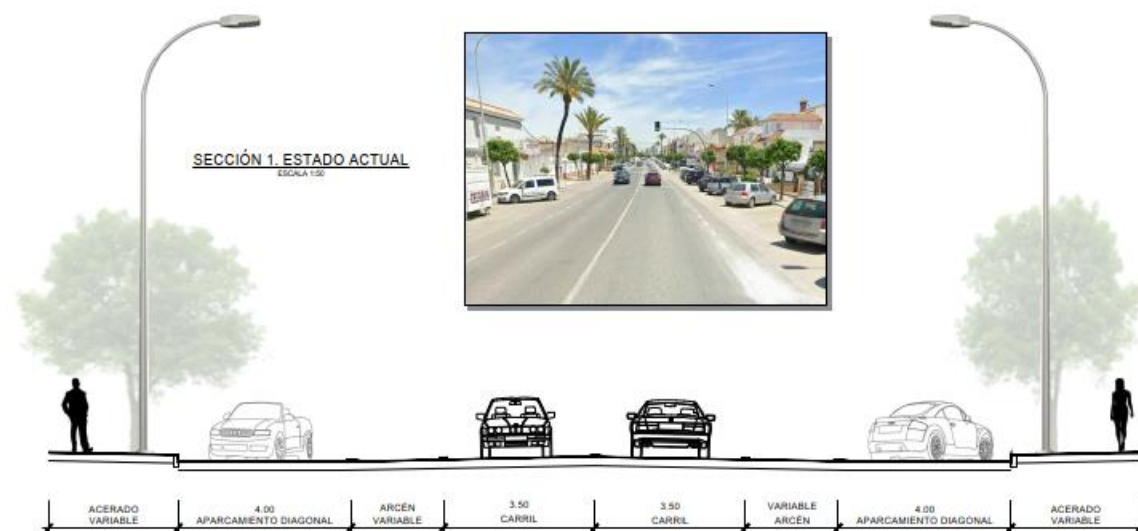 SECCIÓN 1. ESTADO ACTUAL
ESCALA 1:50
ACERADO
VARIABLE
4.00
APARCAMIENTO DIAGONAL
ARCÉN
VARIABLE
3.50
CARRIL
3.50
CARRIL
VARIABLE
ARCÉN
4.00
APARCAMIENTO DIAGONAL
ACERADO
VARIABLE